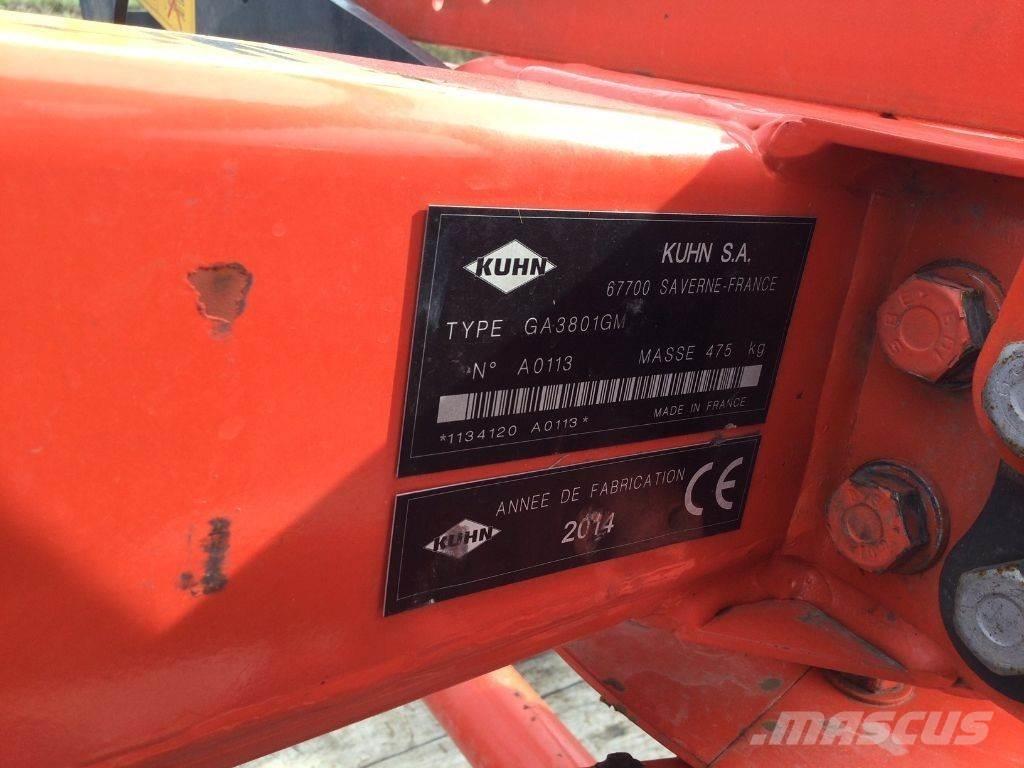 KUHN
KUHN S.A.
67700 SAVERNE-FRANCE
TYPE GA3801GM
N° A0113 MASSE 475 kg
*1134120 A0113*
MADE IN FRANCE
KUHN
ANNEE DE FABRICATION
2014
CE
MASCUS